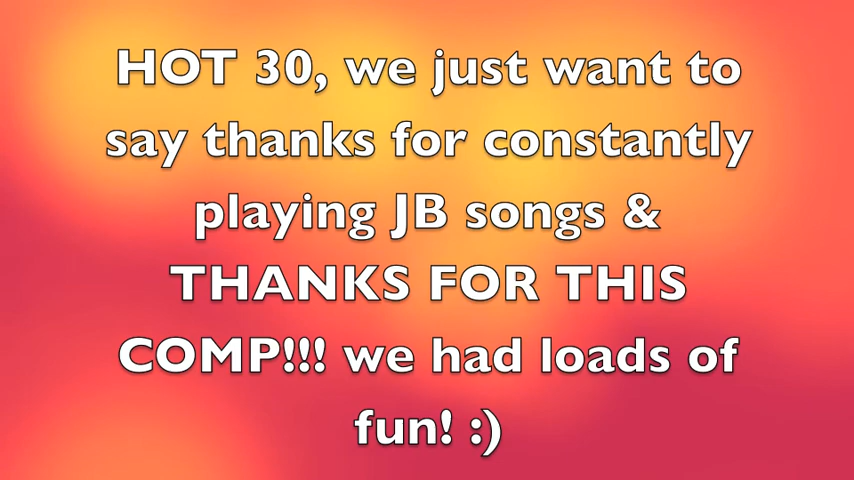 HOT 30, we just want to
say thanks for constantly
playing JB songs &
THANKS FOR THIS
COMP!!! we had loads of
fun! :)